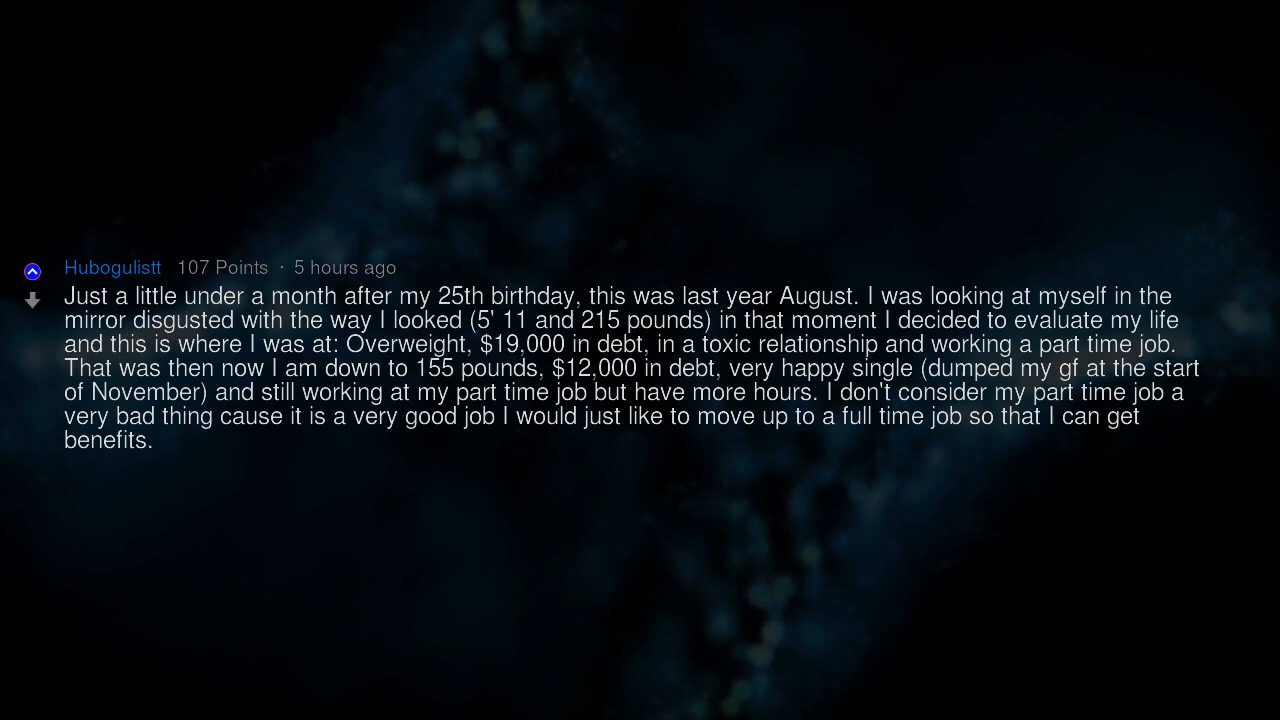 Hubogulistt 107 Points · 5 hours ago
Just a little under a month after my 25th birthday, this was last year August. I was looking at myself in the
mirror disgusted with the way I looked (5' 11 and 215 pounds) in that moment I decided to evaluate my life
and this is where I was at: Overweight, $19,000 in debt, in a toxic relationship and working a part time job.
That was then now I am down to 155 pounds, $12,000 in debt, very happy single (dumped my gf at the start
of November) and still working at my part time job but have more hours. I don't consider my part time job a
very bad thing cause it is a very good job I would just like to move up to a full time job so that I can get
benefits.